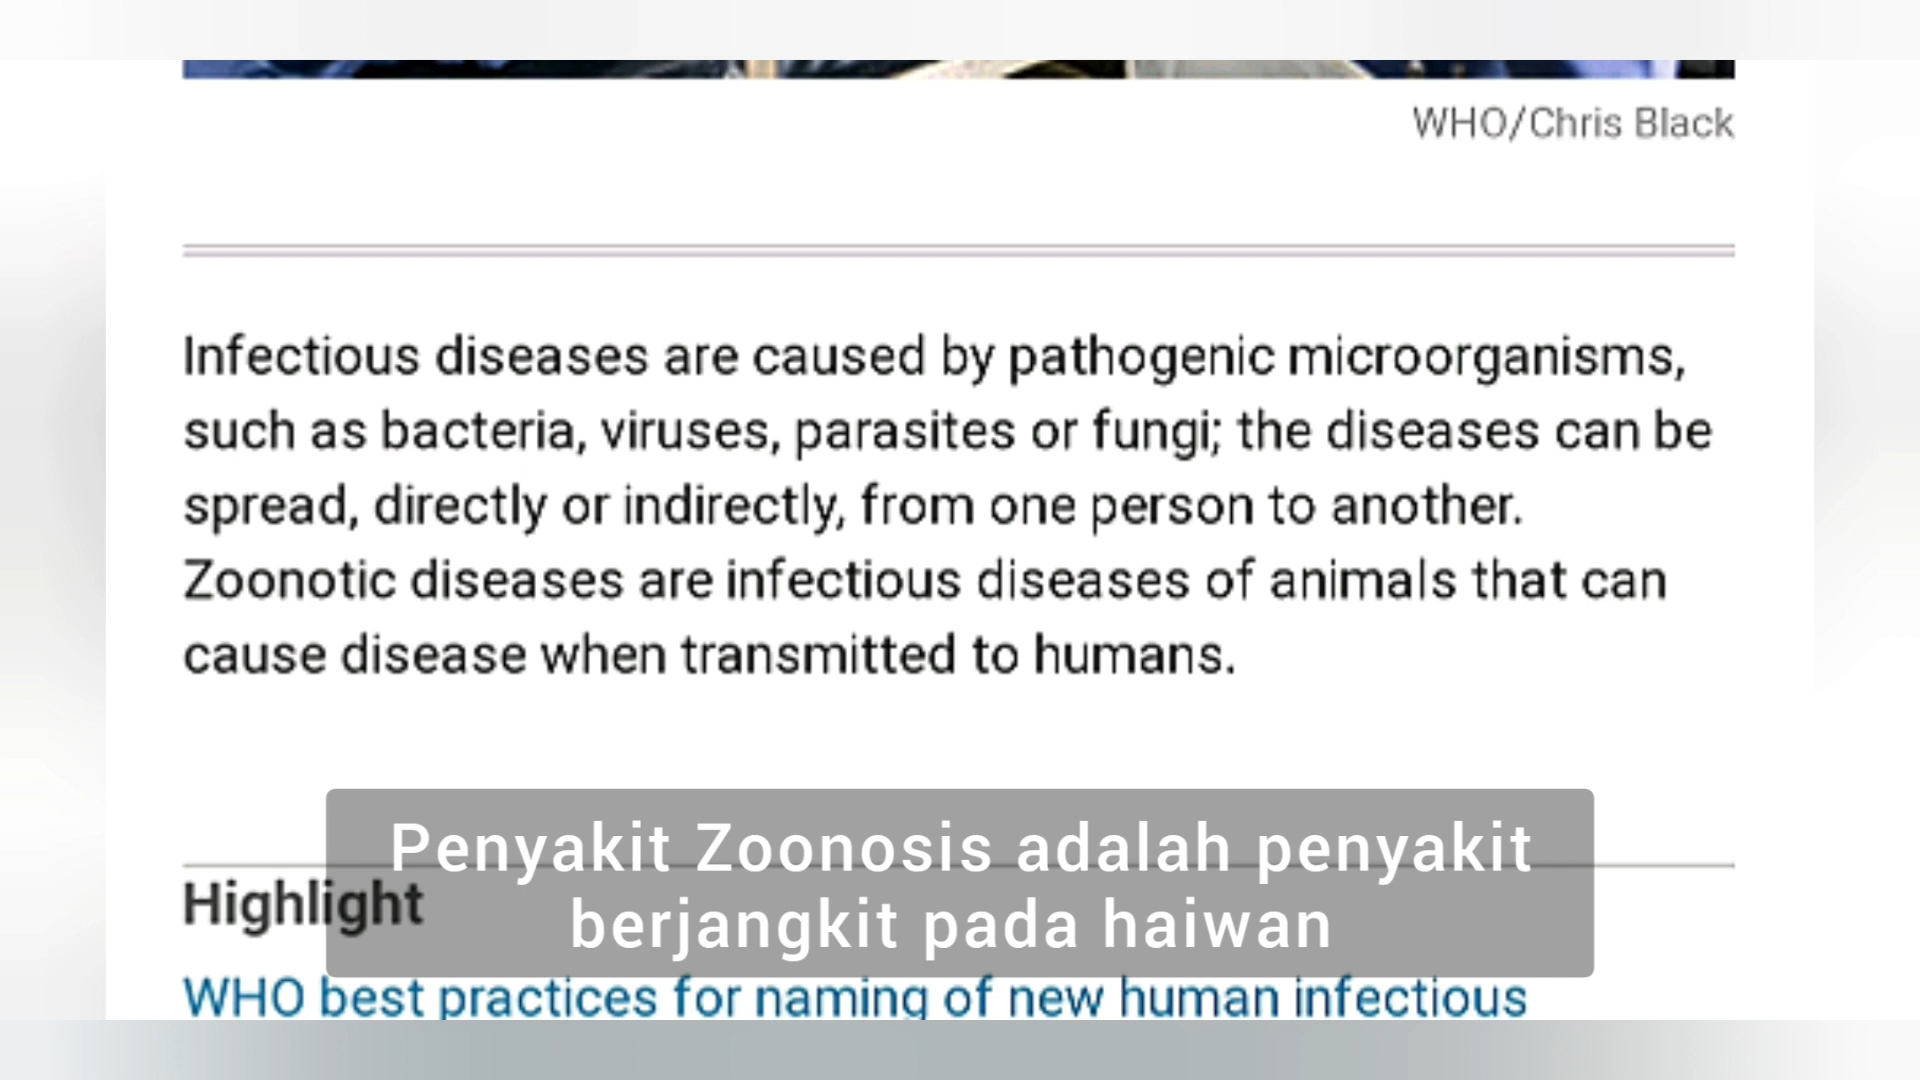 WHO/Chris Black
Infectious diseases are caused by pathogenic microorganisms,
such as bacteria, viruses, parasites or fungi; the diseases can be
spread, directly or indirectly, from one person to another.
Zoonotic diseases are infectious diseases of animals that can
cause disease when transmitted to humans.
Penyakit Zoonosis adalah penyakit
berjangkit pada haiwan
Highlight
WHO best practices for naming of new human infectious